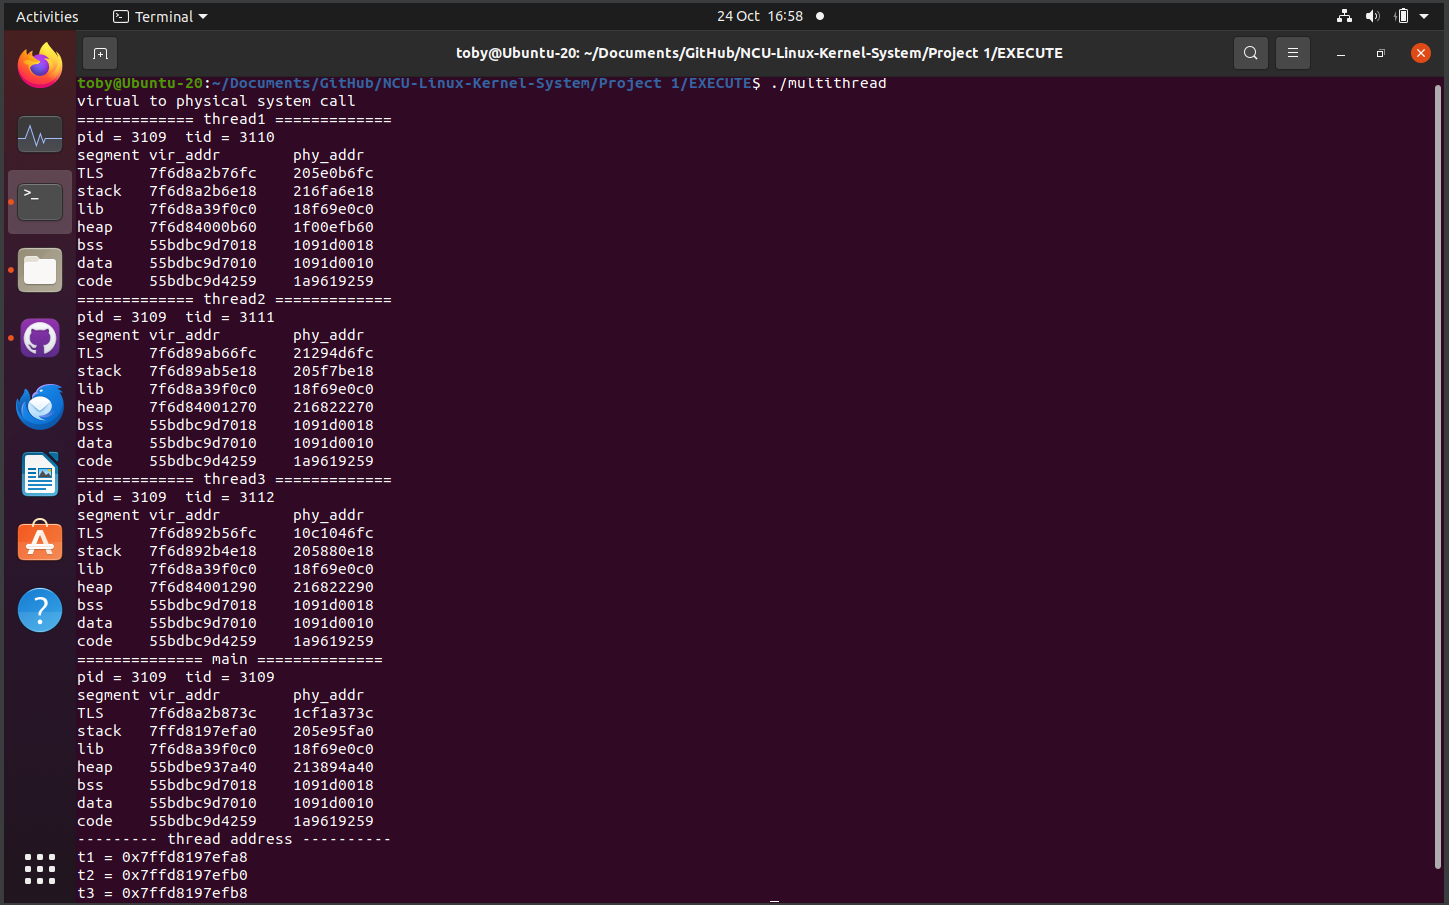 Activities Terminal 24 Oct 16:58
toby@Ubuntu-20: ~/Documents/GitHub/NCU-Linux-Kernel-System/Project 1/EXECUTE
toby@Ubuntu-20:~/Documents/GitHub/NCU-Linux-Kernel-System/Project 1/EXECUTE$ ./multithread
virtual to physical system call
============= thread1 =============
pid = 3109  tid = 3110
segment vir_addr        phy_addr
TLS     7f6d8a2b76fc    205e0b6fc
stack   7f6d8a2b6e18    216fa6e18
lib     7f6d8a39f0c0    18f69e0c0
heap    7f6d84000b60    1f00efb60
bss     55bdbc9d7018    1091d0018
data    55bdbc9d7010    1091d0010
code    55bdbc9d4259    1a9619259
============= thread2 =============
pid = 3109  tid = 3111
segment vir_addr        phy_addr
TLS     7f6d89ab66fc    21294d6fc
stack   7f6d89ab5e18    205f7be18
lib     7f6d8a39f0c0    18f69e0c0
heap    7f6d84001270    216822270
bss     55bdbc9d7018    1091d0018
data    55bdbc9d7010    1091d0010
code    55bdbc9d4259    1a9619259
============= thread3 =============
pid = 3109  tid = 3112
segment vir_addr        phy_addr
TLS     7f6d892b56fc    10c1046fc
stack   7f6d892b4e18    205880e18
lib     7f6d8a39f0c0    18f69e0c0
heap    7f6d84001290    216822290
bss     55bdbc9d7018    1091d0018
data    55bdbc9d7010    1091d0010
code    55bdbc9d4259    1a9619259
============== main ==============
pid = 3109  tid = 3109
segment vir_addr        phy_addr
TLS     7f6d8a2b873c    1cf1a373c
stack   7ffd8197efa0    205e95fa0
lib     7f6d8a39f0c0    18f69e0c0
heap    55bdbe937a40    213894a40
bss     55bdbc9d7018    1091d0018
data    55bdbc9d7010    1091d0010
code    55bdbc9d4259    1a9619259
--------- thread address ----------
t1 = 0x7ffd8197efa8
t2 = 0x7ffd8197efb0
t3 = 0x7ffd8197efb8